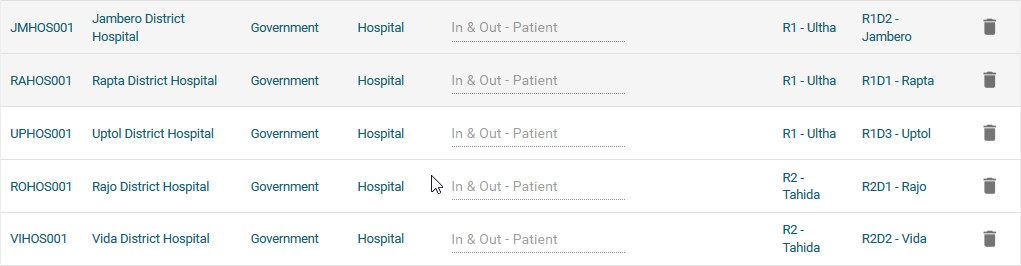 JMHOS001 Jambero District Hospital Government Hospital In & Out - Patient R1 - Ultha R1D2 - Jambero
RAHOS001 Rapta District Hospital Government Hospital In & Out - Patient R1 - Ultha R1D1 - Rapta
UPHOS001 Uptol District Hospital Government Hospital In & Out - Patient R1 - Ultha R1D3 - Uptol
ROHOS001 Rajo District Hospital Government Hospital In & Out - Patient R2 - Tahida R2D1 - Rajo
VIHOS001 Vida District Hospital Government Hospital In & Out - Patient R2 - Tahida R2D2 - Vida